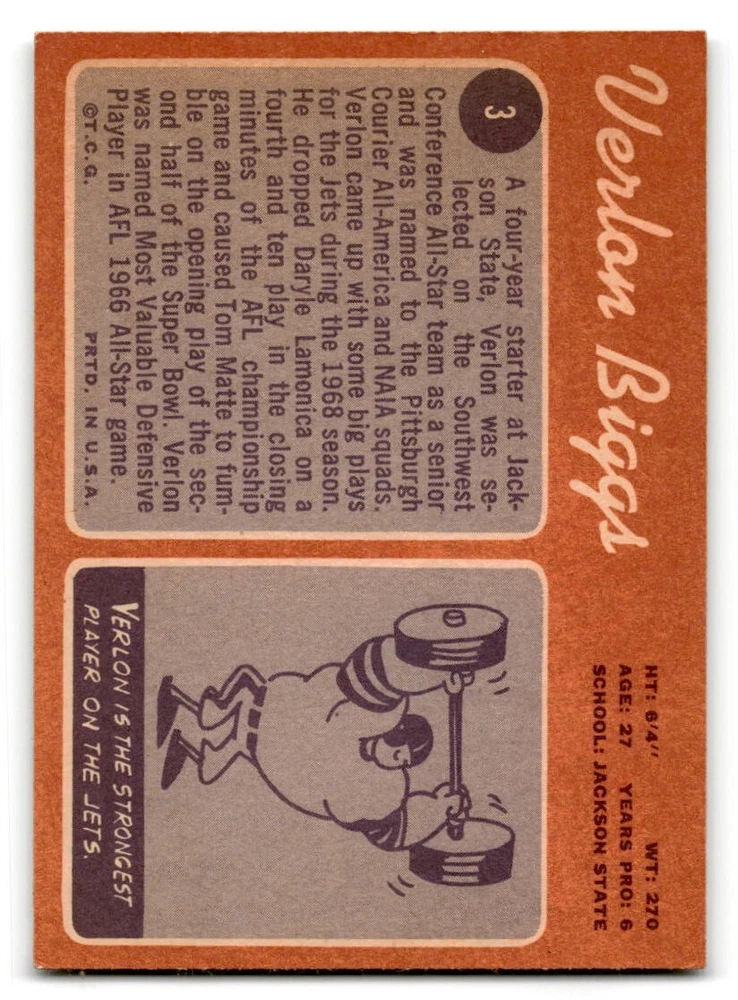 Verlon Biggs
HT: 6'4" WT: 270
AGE: 27 YEARS PRO: 6
SCHOOL: JACKSON STATE
3
A four-year starter at Jack-
son State, Verlon was se-
lected on the Southwest
Conference All-Star team as a senior
and was named to the Pittsburgh
Courier All-America and NAIA squads.
Verlon came up with some big plays
for the Jets during the 1968 season.
He dropped Daryle Lamonica on a
fourth and ten play in the closing
minutes of the AFL championship
game and caused Tom Matte to fum-
ble on the opening play of the sec-
ond half of the Super Bowl. Verlon
was named Most Valuable Defensive
Player in AFL 1966 All-Star game.
©T.C.G. PRTD. IN U.S.A.
VERLON IS THE STRONGEST
PLAYER ON THE JETS.